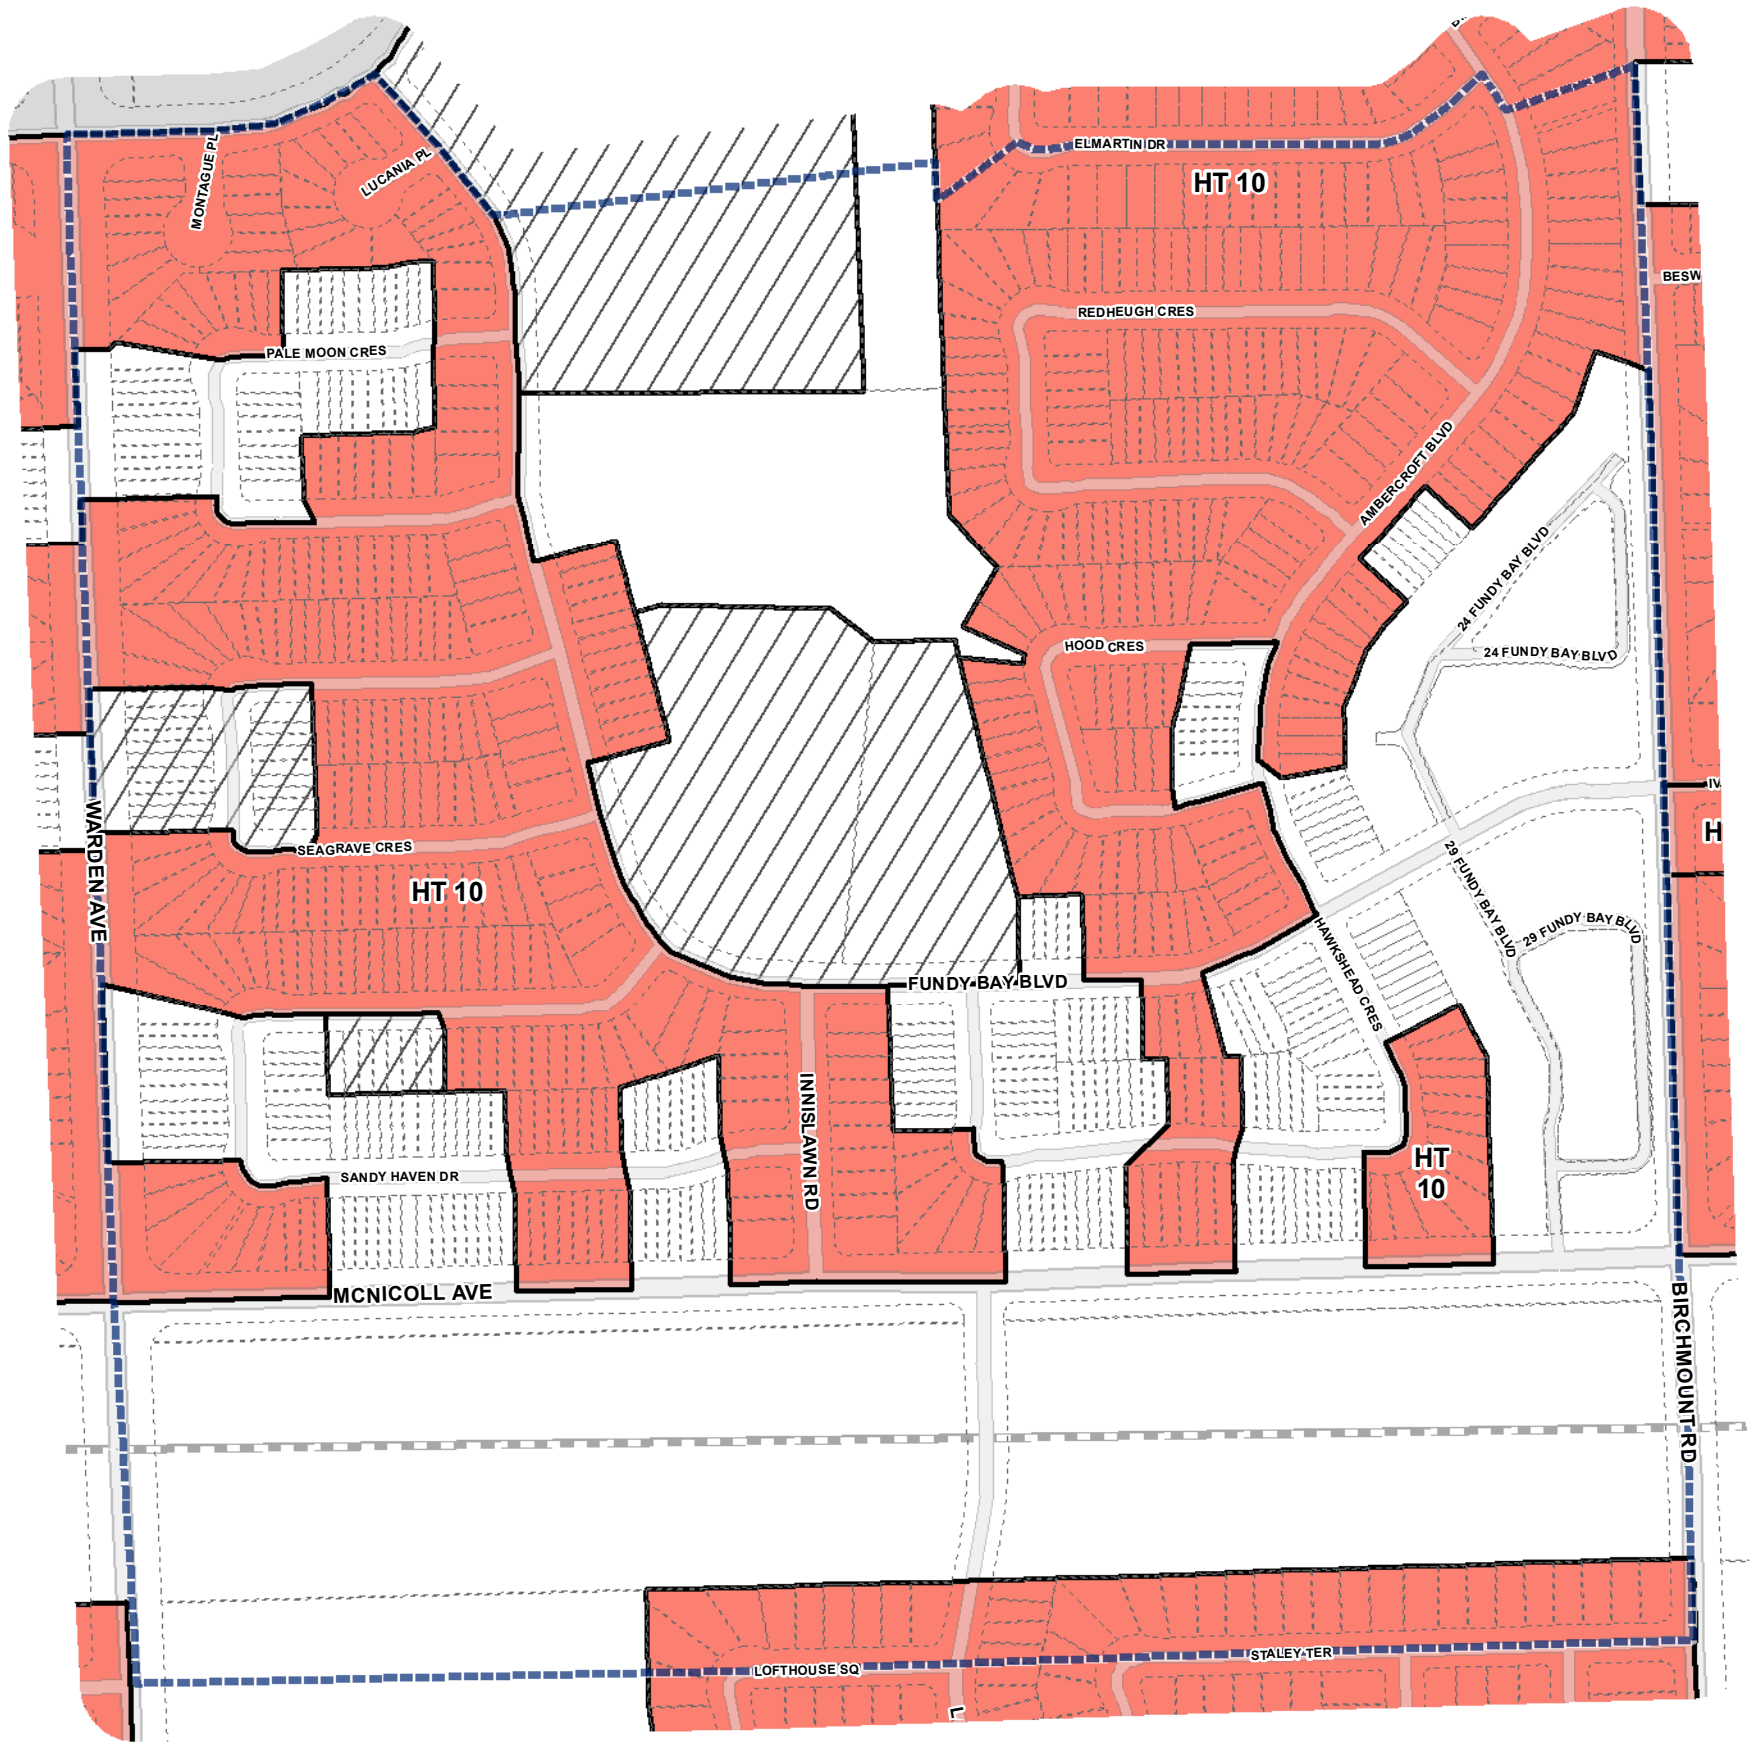 MONTAGUE PL
LUCANIA PL
ELMARTIN DR
HT 10
BESW
REDHEUGH CRES
PALE MOON CRES
AMBERCROFT BLVD
24 FUNDY BAY BLVD
24 FUNDY BAY BLVD
HOOD CRES
IV
H
WARDEN AVE
SEAGRAVE CRES
HT 10
29 FUNDY BAY BLVD
29 FUNDY BAY BLVD
HAWKSHEAD CRES
FUNDY BAY BLVD
INNISLAWN RD
SANDY HAVEN DR
HT
10
MCNICOLL AVE
BIRCHMOUNT RD
STALEY TER
LOFTHOUSE SQ
L